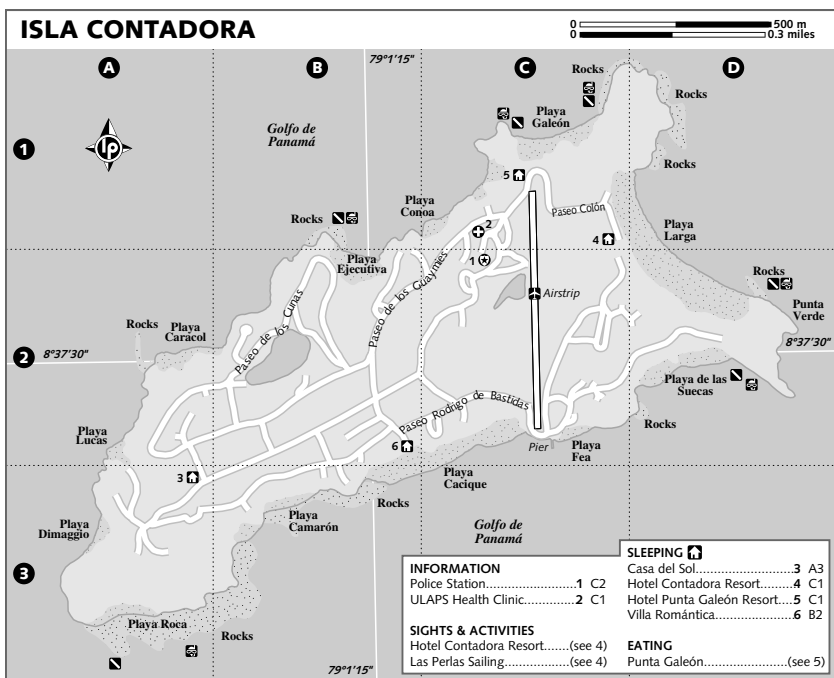 ISLA CONTADORA
0 500 m
0 0.3 miles
A
B
C
D
79°1'15"
Rocks
Rocks
Playa
Galeón
Golfo de
Panamá
1
lp
5
Rocks
Playa
Conoa
2
Paseo Colón
Playa
Larga
Rocks
4
1
Playa
Ejecutiva
Paseo de los Guaymíes
Airstrip
Rocks
Punta
Verde
Paseo de los Cunas
Rocks
Playa
Caracol
2
8°37'30"
8°37'30"
Playa de las
Suecas
Paseo Rodrigo de Bastidas
Playa
Lucas
6
Pier
Playa
Fea
Rocks
3
Playa
Cacique
Rocks
Playa
Dimaggio
Playa
Camarón
Golfo de
Panamá
3
Playa Roca
Rocks
79°1'15"
INFORMATION
Police Station..............1 C2
ULAPS Health Clinic..............2 C1
SIGHTS & ACTIVITIES
Hotel Contadora Resort......(see 4)
Las Perlas Sailing..............(see 4)
SLEEPING
Casa del Sol..............3 A3
Hotel Contadora Resort......4 C1
Hotel Punta Galeón Resort...5 C1
Villa Romántica..............6 B2
EATING
Punta Galeón..............(see 5)